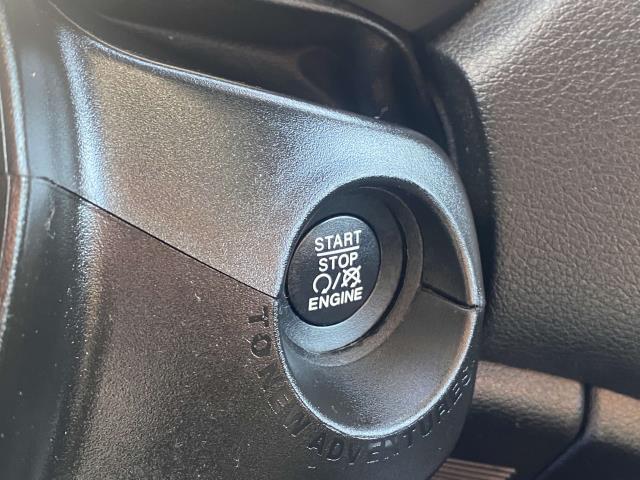 START
STOP
ENGINE
TO NEW ADVENTURES